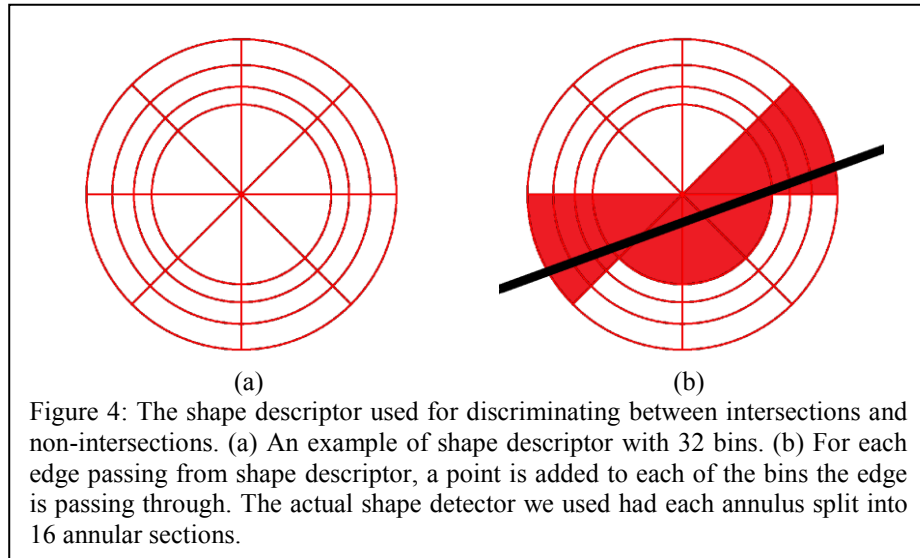 (a) (b)
Figure 4: The shape descriptor used for discriminating between intersections and
non-intersections. (a) An example of shape descriptor with 32 bins. (b) For each
edge passing from shape descriptor, a point is added to each of the bins the edge
is passing through. The actual shape detector we used had each annulus split into
16 annular sections.